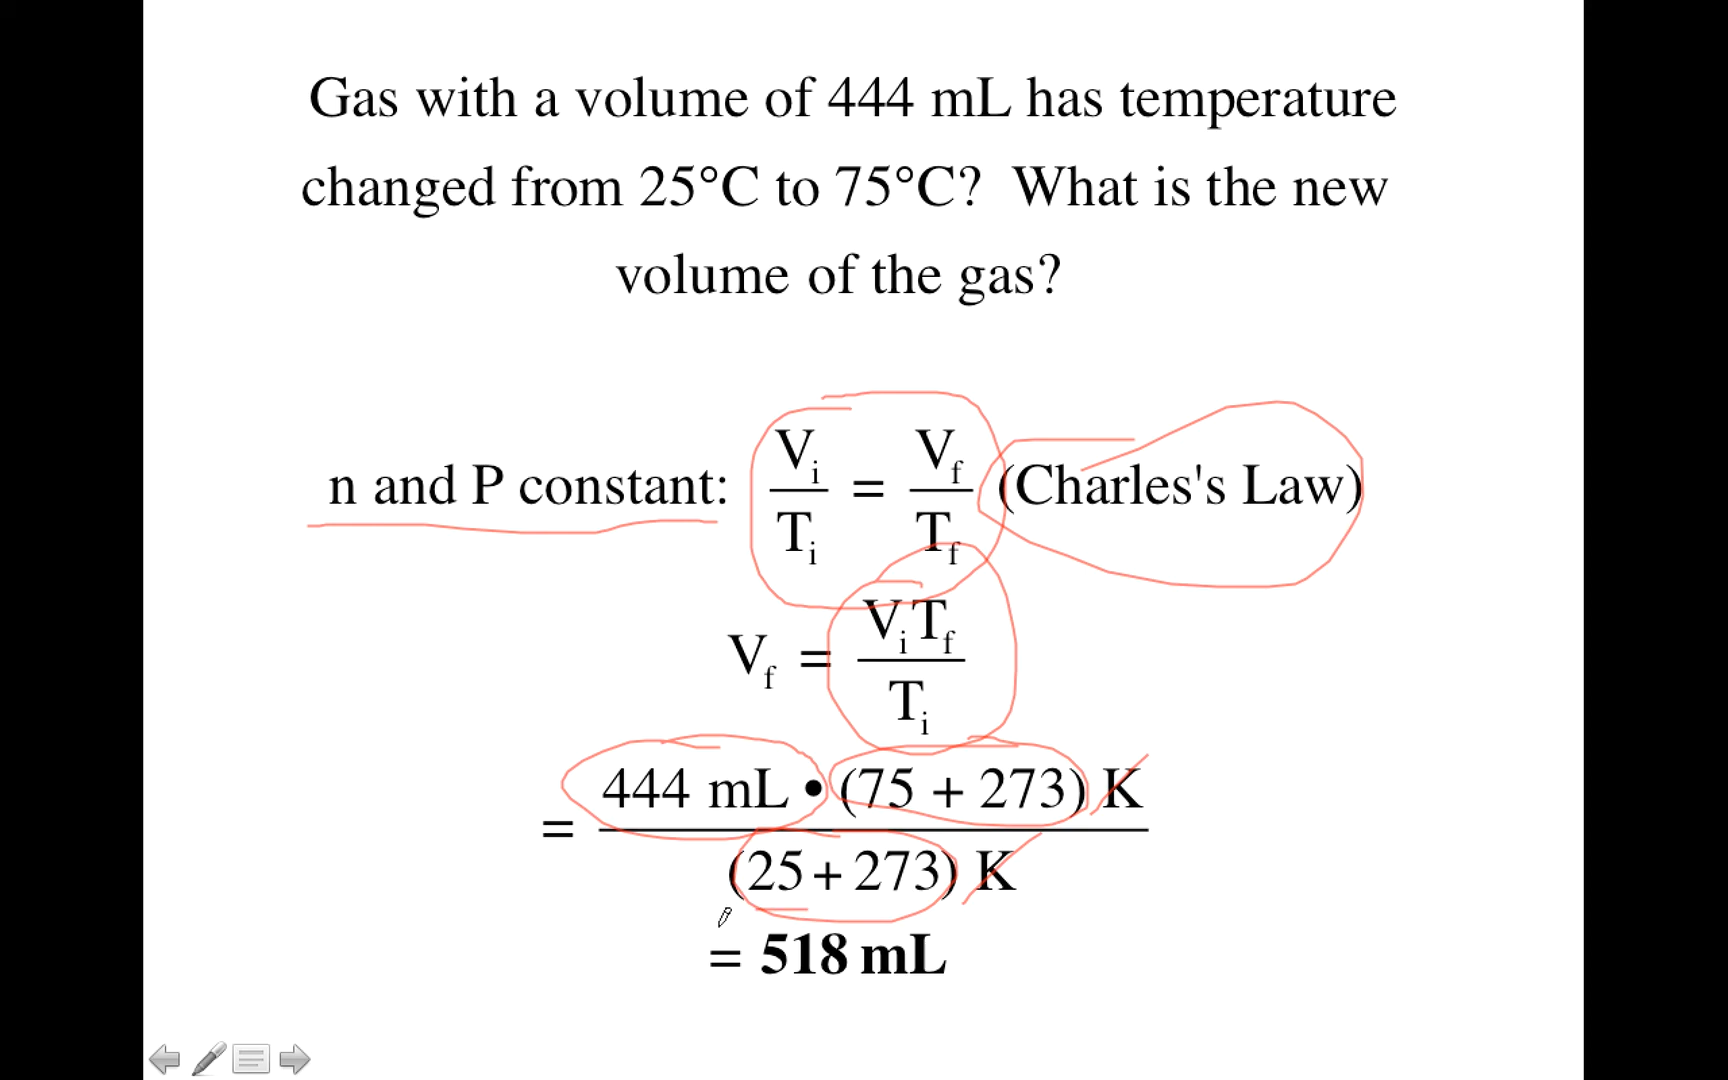 Gas with a volume of 444 mL has temperature
changed from 25°C to 75°C?  What is the new
volume of the gas?
n and P constant: Vi/Ti = Vf/Tf (Charles's Law)
Vf = ViTf/Ti
= 444 mL • (75 + 273) K
(25 + 273) K
= 518 mL